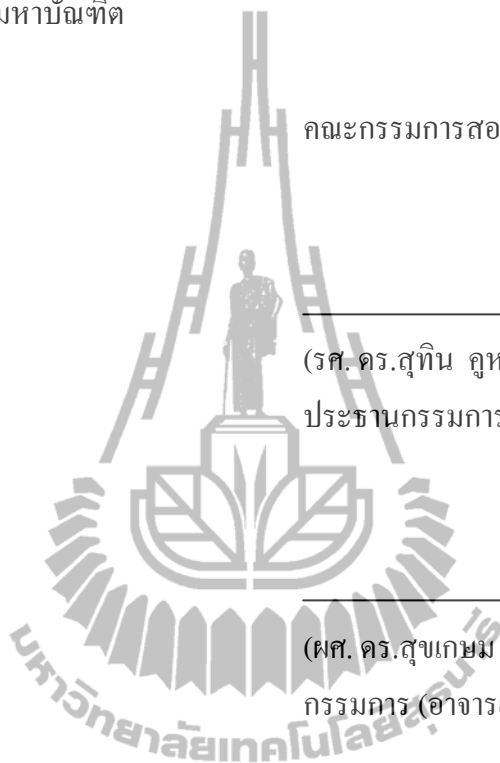 มหาบัณฑิต
คณะกรรมการสอ
(รศ. ดร.สุทิน คูห
ประธานกรรมการ
(ผศ. ดร.สุขเกษม
กรรมการ (อาจาร
มหาวิทยาลัยเทคโนโลยีสุรนารี